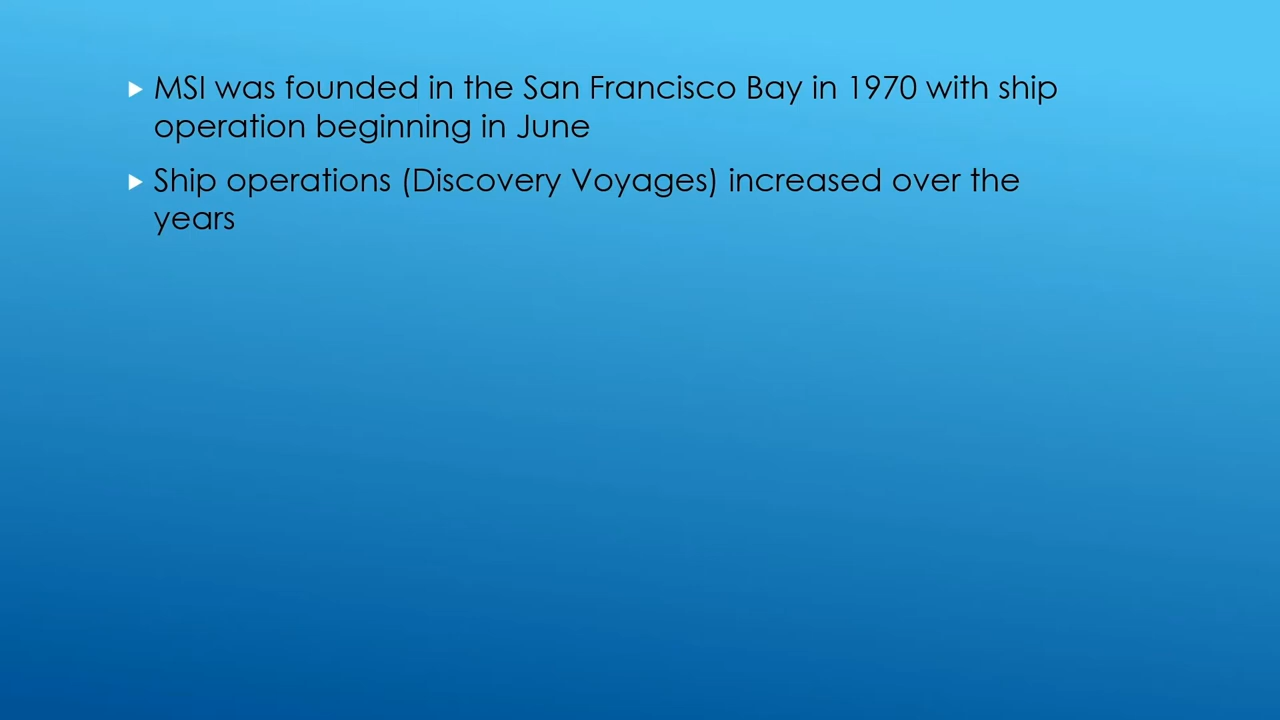 MSI was founded in the San Francisco Bay in 1970 with ship
operation beginning in June
Ship operations (Discovery Voyages) increased over the
years